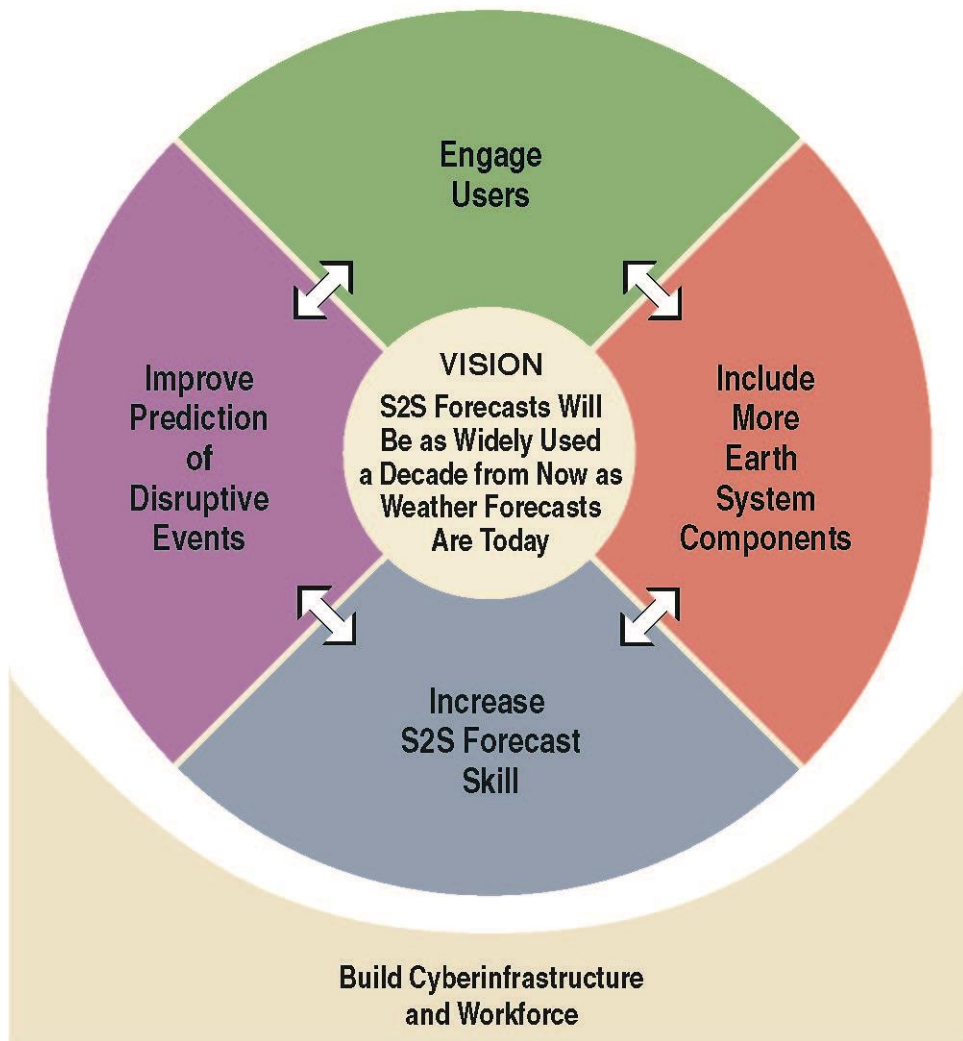 Engage
Users
Improve
Prediction
of
Disruptive
Events
VISION
S2S Forecasts Will
Be as Widely Used
a Decade from Now as
Weather Forecasts
Are Today
Include
More
Earth
System
Components
Increase
S2S Forecast
Skill
Build Cyberinfrastructure
and Workforce